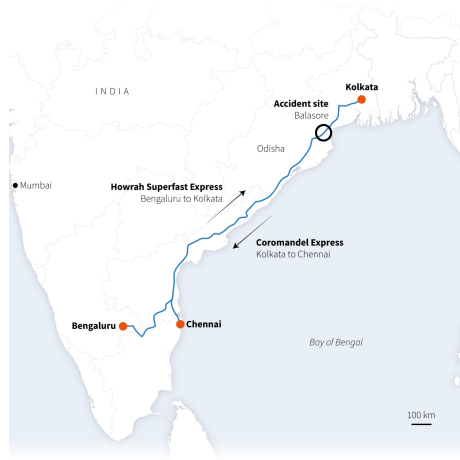 Kolkata
INDIA
Accident site
Balasore
Odisha
Mumbai
Howrah Superfast Express
Bengaluru to Kolkata
Coromandel Express
Kolkata to Chennai
Bengaluru
Chennai
Bay of Bengal
100 km